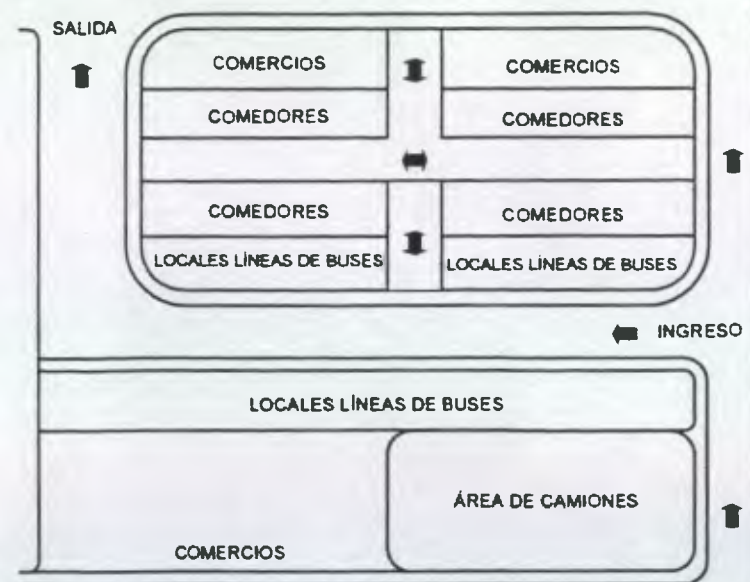 SALIDA
COMERCIOS
COMERCIOS
COMEDORES
COMEDORES
COMEDORES
COMEDORES
LOCALES LÍNEAS DE BUSES
LOCALES LÍNEAS DE BUSES
INGRESO
LOCALES LÍNEAS DE BUSES
ÁREA DE CAMIONES
COMERCIOS